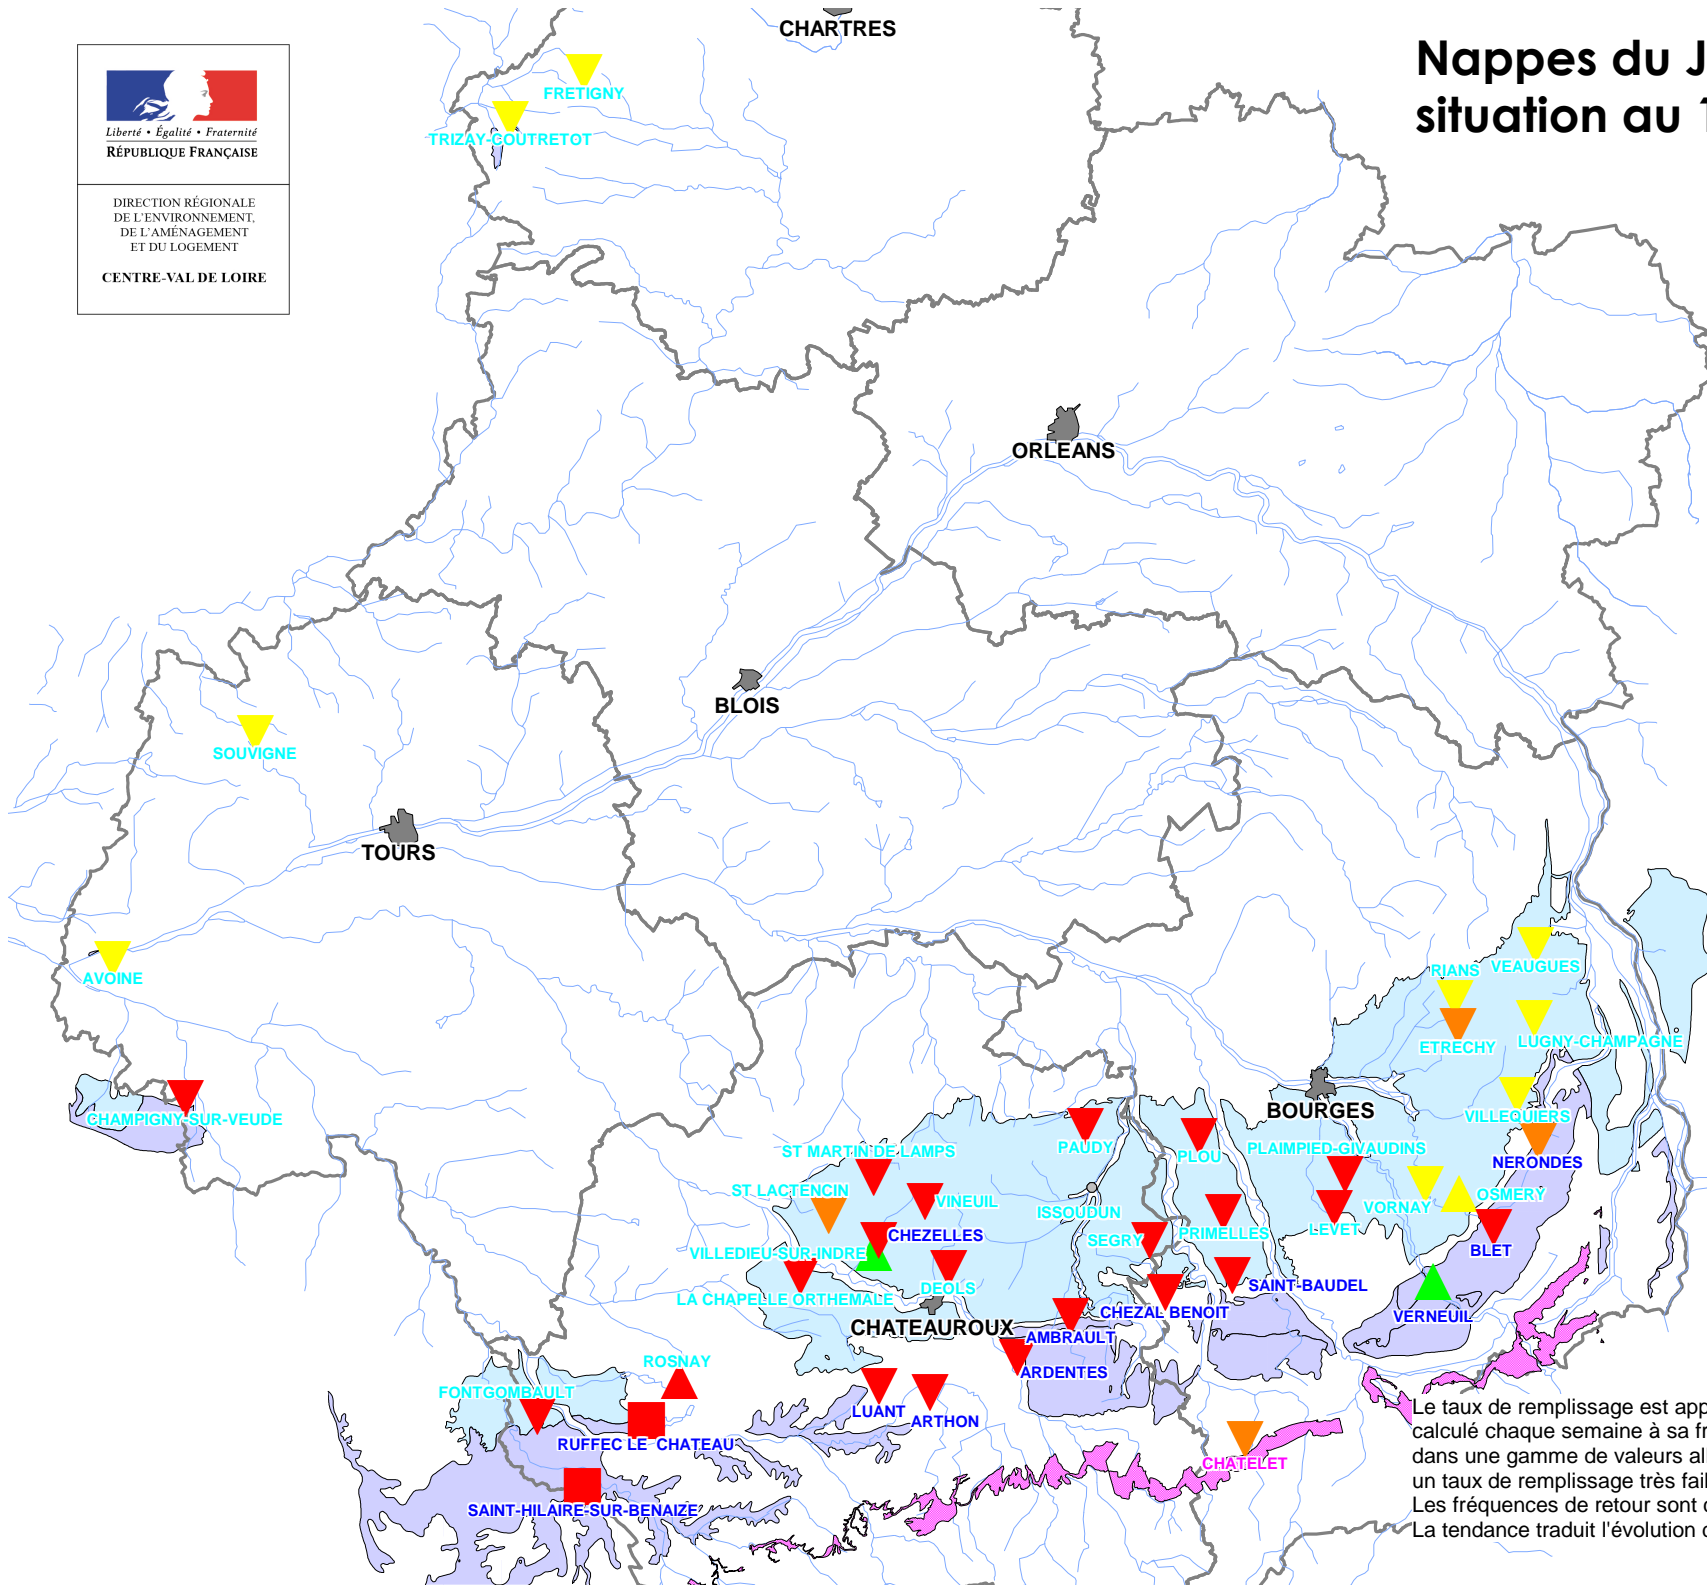 CHARTRES
Nappes du J
situation au 1
Liberté • Égalité • Fraternité
RÉPUBLIQUE FRANÇAISE
DIRECTION RÉGIONALE
DE L'ENVIRONNEMENT,
DE L'AMÉNAGEMENT
ET DU LOGEMENT
CENTRE-VAL DE LOIRE
FRETIGNY
TRIZAY-COUTRETOT
ORLEANS
BLOIS
SOUVIGNE
TOURS
AVOINE
RIANS
VEAUGUES
ETRECHY
LUGNY-CHAMPAGNE
CHAMPIGNY-SUR-VEUDE
BOURGES
VILLEQUIERS
ST MARTIN DE LAMPS
PAUDY
PLOU
PLAIMPIED-GIVAUDINS
NERONDES
ST LACTENCIN
VINEUIL
ISSOUDUN
VORNAY
OSMERY
CHEZELLES
SEGRY
PRIMELLES
LEVET
BLET
VILLEDIEU-SUR-INDRE
DEOLS
SAINT-BAUDEL
LA CHAPELLE ORTHEMALE
CHEZAL BENOIT
VERNEUIL
CHATEAUROUX
AMBRAULT
ROSNAY
ARDENTES
FONTGOMBAULT
LUANT
ARTHON
RUFFEC LE CHATEAU
CHATELET
SAINT-HILAIRE-SUR-BENAIZE
Le taux de remplissage est app
calculé chaque semaine à sa fr
dans une gamme de valeurs all
un taux de remplissage très fail
Les fréquences de retour sont c
La tendance traduit l'évolution d